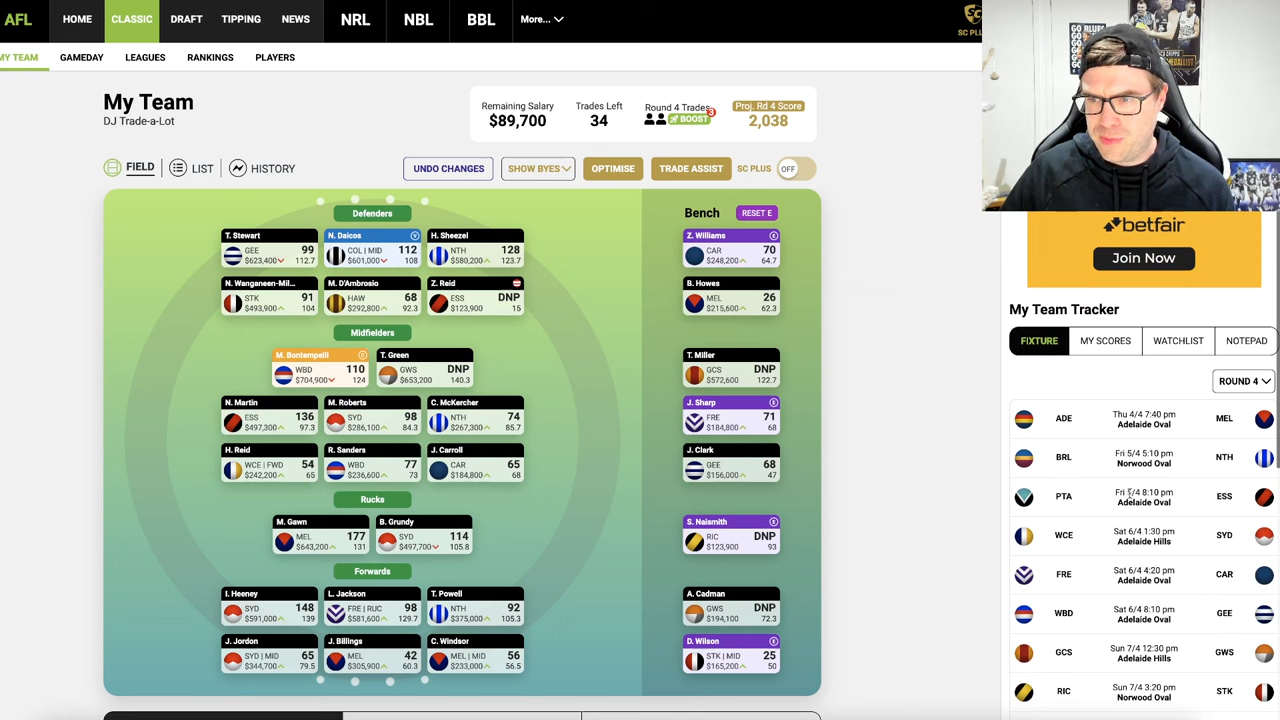 AFL HOME CLASSIC DRAFT TIPPING NEWS NRL NBL BBL More...
SC PLUS
MY TEAM GAMEDAY LEAGUES RANKINGS PLAYERS
My Team
DJ Trade-a-Lot
Remaining Salary
$89,700
Trades Left
34
Round 4 Trades
BOOST 3
Proj. Rd 4 Score
2,038
FIELD LIST HISTORY
UNDO CHANGES SHOW BYES OPTIMISE TRADE ASSIST SC PLUS OFF
Defenders
T. Stewart
GEE 99
$623,400 112.7
N. Daicos V
COL | MID 112
$601,000 108
H. Sheezel
NTH 128
$580,200 123.7
N. Wanganeen-Mil...
STK 91
$493,900 104
M. D'Ambrosio
HAW 68
$292,800 92.3
Z. Reid
ESS DNP
$123,900 15
Midfielders
M. Bontempelli C
WBD 110
$704,900 124
T. Green
GWS DNP
$653,200 140.3
N. Martin
ESS 136
$497,300 97.3
M. Roberts
SYD 98
$286,100 84.3
C. McKercher
NTH 74
$267,300 85.7
H. Reid
WCE | FWD 54
$242,200 65
R. Sanders
WBD 77
$236,600 73
J. Carroll
CAR 65
$184,800 68
Rucks
M. Gawn
MEL 177
$643,200 131
B. Grundy
SYD 114
$497,700 105.8
Forwards
I. Heeney
SYD 148
$591,000 139
L. Jackson
FRE | RUC 98
$581,600 129.7
T. Powell
NTH 92
$375,000 105.3
J. Jordon
SYD | MID 65
$344,700 79.5
J. Billings
MEL 42
$305,900 60.3
C. Windsor
MEL | MID 56
$233,000 56.5
Bench RESET E
Z. Williams E
CAR 70
$248,200 64.7
B. Howes
MEL 26
$215,600 62.3
T. Miller
GCS DNP
$572,600 122.7
J. Sharp E
FRE 71
$184,800 68
J. Clark
GEE 68
$156,000 47
S. Naismith E
RIC DNP
$123,900 93
A. Cadman
GWS DNP
$194,100 72.3
D. Wilson E
STK | MID 25
$165,200 50
betfair
Join Now
My Team Tracker
FIXTURE MY SCORES WATCHLIST NOTEPAD
ROUND 4
ADE Thu 4/4 7:40 pm MEL
Adelaide Oval
BRL Fri 5/4 5:10 pm NTH
Norwood Oval
PTA Fri 5/4 8:10 pm ESS
Adelaide Oval
WCE Sat 6/4 1:30 pm SYD
Adelaide Hills
FRE Sat 6/4 4:20 pm CAR
Adelaide Oval
WBD Sat 6/4 8:10 pm GEE
Adelaide Oval
GCS Sun 7/4 12:30 pm GWS
Adelaide Hills
RIC Sun 7/4 3:20 pm STK
Norwood Oval